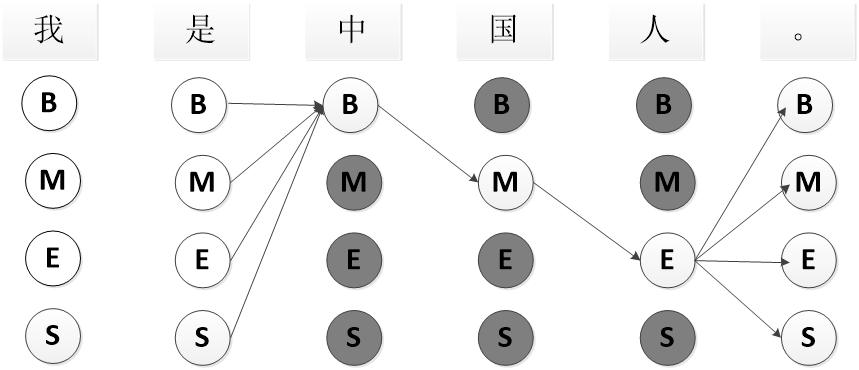 我 是 中 国 人 。
B B B B B B
M M M M M M
E E E E E E
S S S S S S